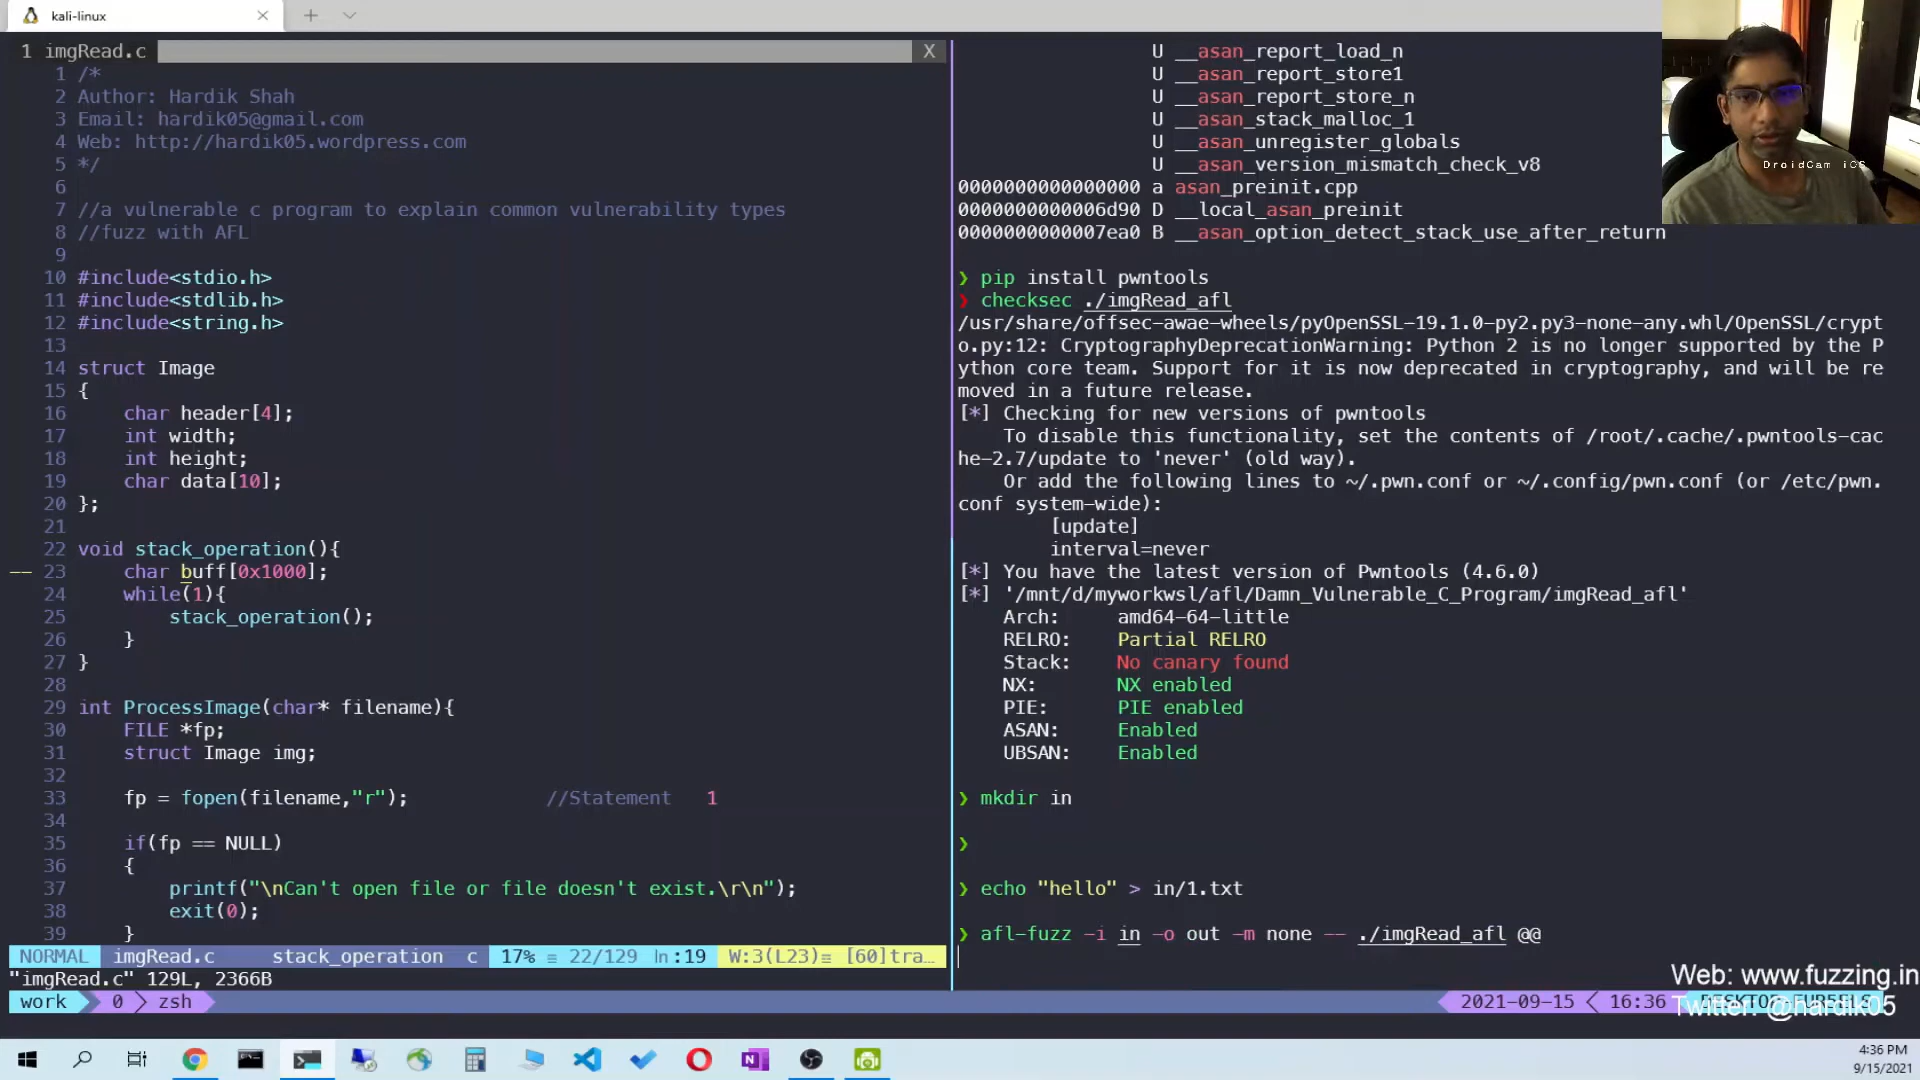 kali-linux
1 imgRead.c X
1 /*
2 Author: Hardik Shah
3 Email: hardik05@gmail.com
4 Web: http://hardik05.wordpress.com
5 */
6
7 //a vulnerable c program to explain common vulnerability types
8 //fuzz with AFL
9
10 #include<stdio.h>
11 #include<stdlib.h>
12 #include<string.h>
13
14 struct Image
15 {
16 char header[4];
17 int width;
18 int height;
19 char data[10];
20 };
21
22 void stack_operation(){
-- 23 char buff[0x1000];
24 while(1){
25 stack_operation();
26 }
27 }
28
29 int ProcessImage(char* filename){
30 FILE *fp;
31 struct Image img;
32
33 fp = fopen(filename,"r"); //Statement 1
34
35 if(fp == NULL)
36 {
37 printf("\nCan't open file or file doesn't exist.\r\n");
38 exit(0);
39 }
NORMAL imgRead.c stack_operation c 17% ≡ 22/129 ln:19 W:3(L23)≡ [60]tra…
"imgRead.c" 129L, 2366B
U __asan_report_load_n
U __asan_report_store1
U __asan_report_store_n
U __asan_stack_malloc_1
U __asan_unregister_globals
U __asan_version_mismatch_check_v8
0000000000000000 a asan_preinit.cpp
0000000000006d90 D __local_asan_preinit
0000000000007ea0 B __asan_option_detect_stack_use_after_return
❯ pip install pwntools
❯ checksec ./imgRead_afl
/usr/share/offsec-awae-wheels/pyOpenSSL-19.1.0-py2.py3-none-any.whl/OpenSSL/crypt
o.py:12: CryptographyDeprecationWarning: Python 2 is no longer supported by the P
ython core team. Support for it is now deprecated in cryptography, and will be re
moved in a future release.
[*] Checking for new versions of pwntools
To disable this functionality, set the contents of /root/.cache/.pwntools-cac
he-2.7/update to 'never' (old way).
Or add the following lines to ~/.pwn.conf or ~/.config/pwn.conf (or /etc/pwn.
conf system-wide):
[update]
interval=never
[*] You have the latest version of Pwntools (4.6.0)
[*] '/mnt/d/myworkwsl/afl/Damn_Vulnerable_C_Program/imgRead_afl'
Arch: amd64-64-little
RELRO: Partial RELRO
Stack: No canary found
NX: NX enabled
PIE: PIE enabled
ASAN: Enabled
UBSAN: Enabled
❯ mkdir in
❯
❯ echo "hello" > in/1.txt
❯ afl-fuzz -i in -o out -m none -- ./imgRead_afl @@
DroidCam iOS
Web: www.fuzzing.in
Twitter: @hardik05
work 0 zsh 2021-09-15 16:36
4:36 PM
9/15/2021